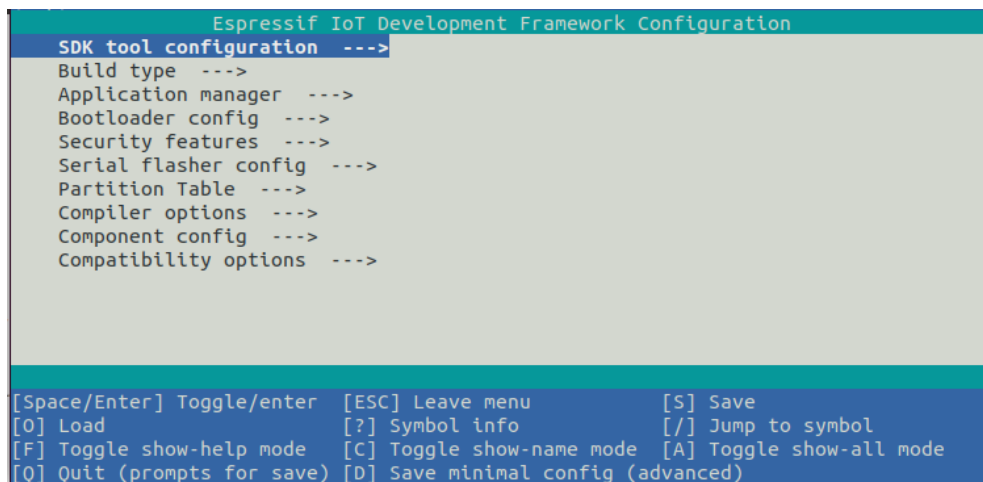 Espressif IoT Development Framework Configuration
SDK tool configuration  --->
Build type  --->
Application manager  --->
Bootloader config  --->
Security features  --->
Serial flasher config  --->
Partition Table  --->
Compiler options  --->
Component config  --->
Compatibility options  --->
[Space/Enter] Toggle/enter  [ESC] Leave menu           [S] Save
[O] Load                    [?] Symbol info            [/] Jump to symbol
[F] Toggle show-help mode   [C] Toggle show-name mode  [A] Toggle show-all mode
[Q] Quit (prompts for save) [D] Save minimal config (advanced)